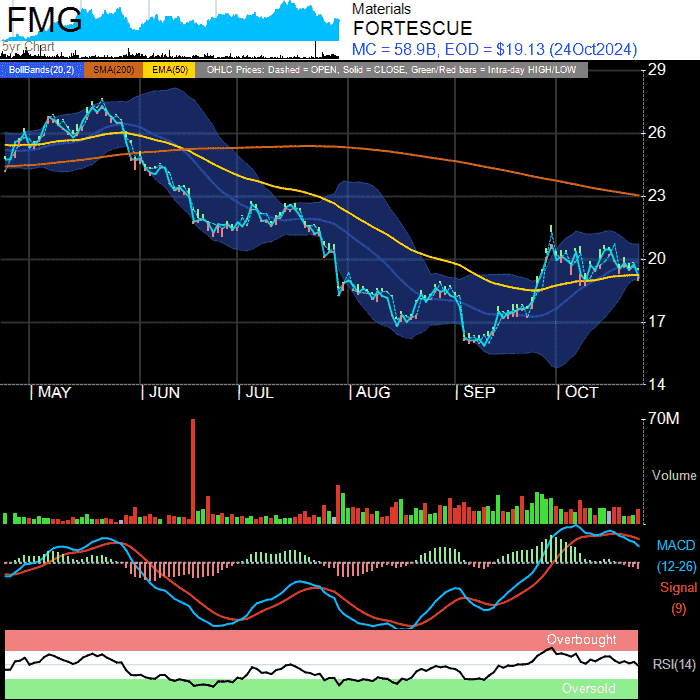 FMG
5yr Chart
Materials
FORTESCUE
MC = 58.9B, EOD = $19.13 (24Oct2024)
BollBands(20,2) SMA(200) EMA(50) OHLC Prices: Dashed = OPEN, Solid = CLOSE, Green/Red bars = Intra-day HIGH/LOW
29
26
23
20
17
14
| MAY | JUN | JUL | AUG | SEP | OCT
70M
Volume
MACD
(12-26)
Signal
(9)
Overbought
RSI(14)
Oversold